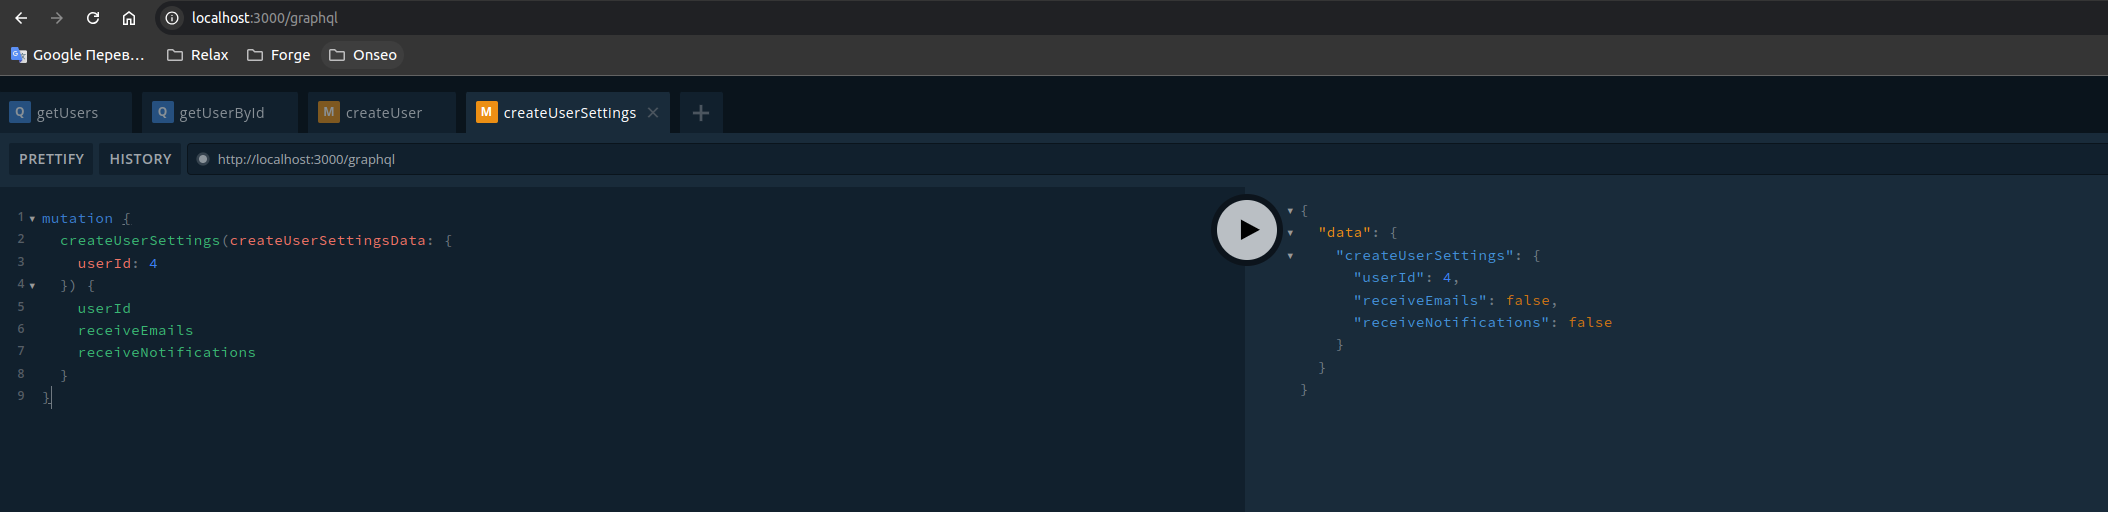 localhost:3000/graphql
Google Перев... Relax Forge Onseo
Q getUsers Q getUserById M createUser M createUserSettings
PRETTIFY HISTORY http://localhost:3000/graphql
1 mutation {
2 createUserSettings(createUserSettingsData: {
3 userId: 4
4 }) {
5 userId
6 receiveEmails
7 receiveNotifications
8 }
9 }
{
"data": {
"createUserSettings": {
"userId": 4,
"receiveEmails": false,
"receiveNotifications": false
}
}
}